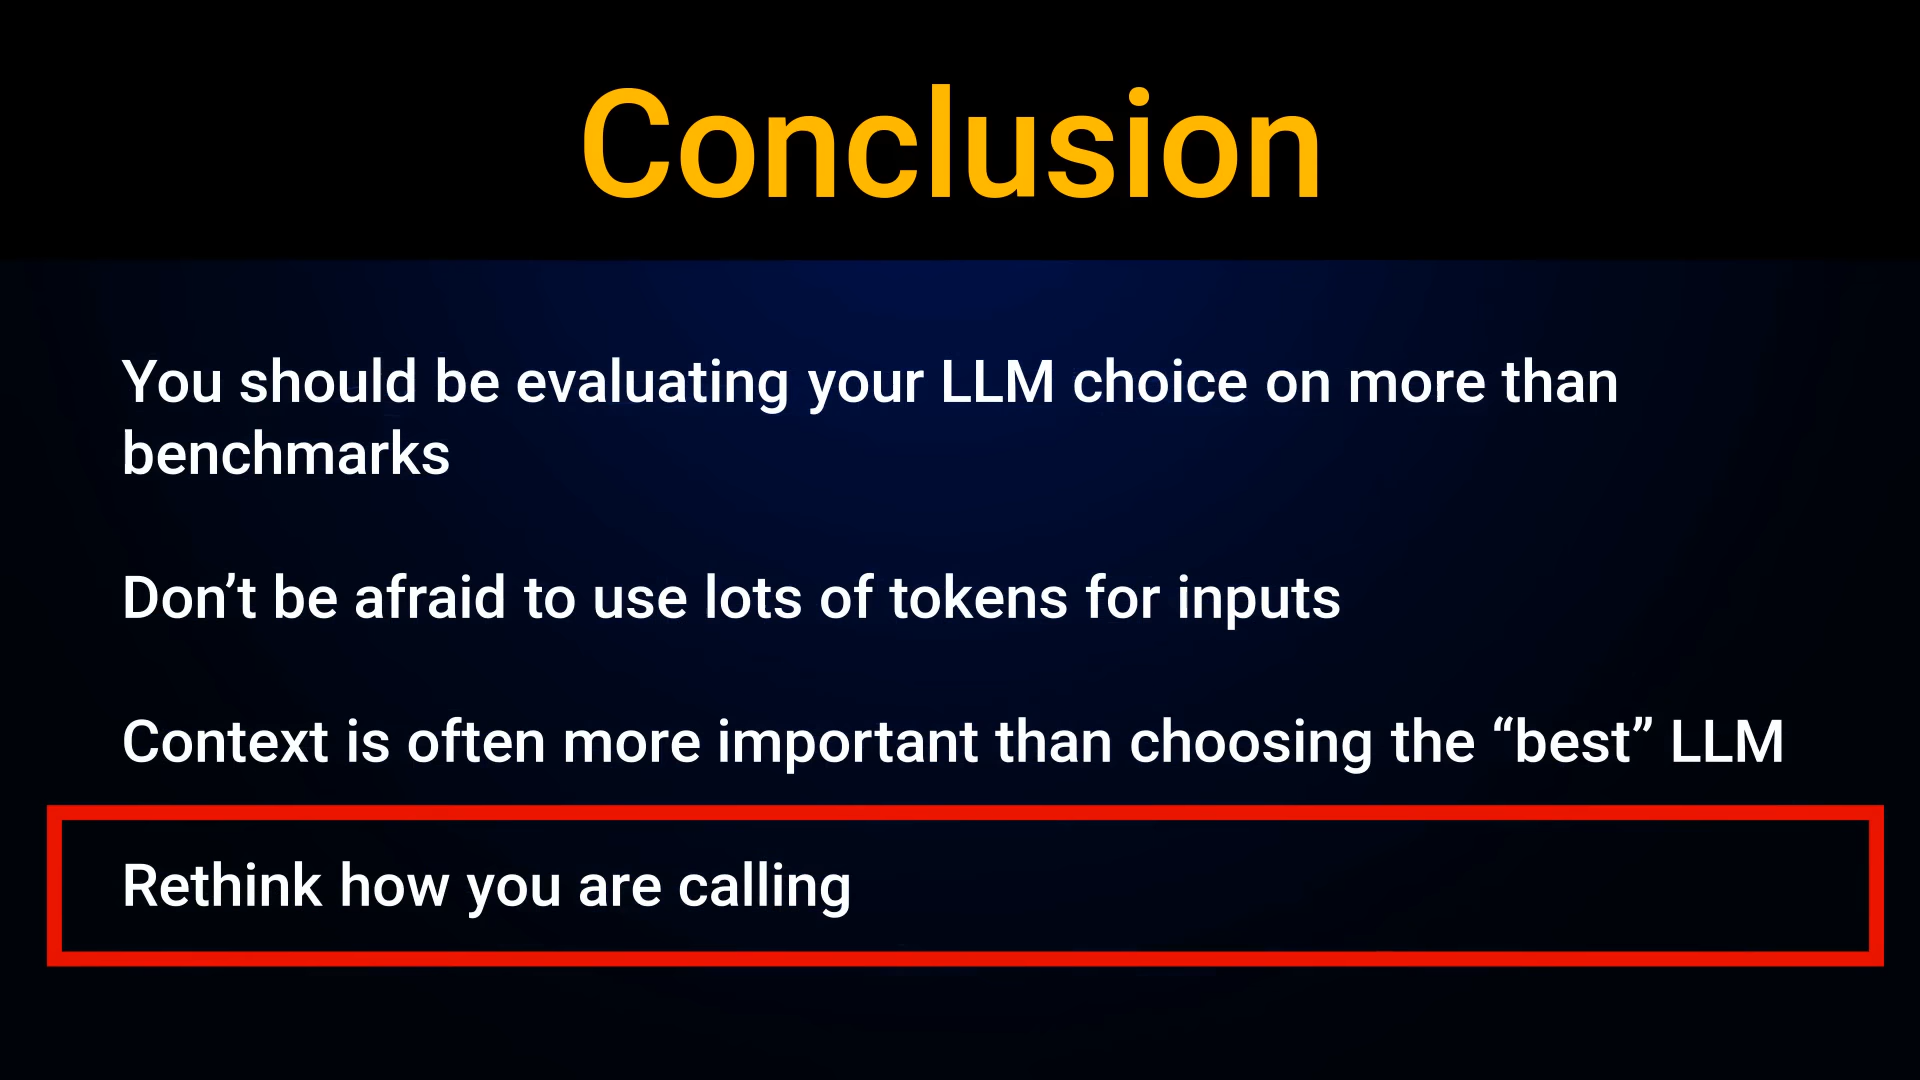 Conclusion
You should be evaluating your LLM choice on more than
benchmarks
Don’t be afraid to use lots of tokens for inputs
Context is often more important than choosing the “best” LLM
Rethink how you are calling